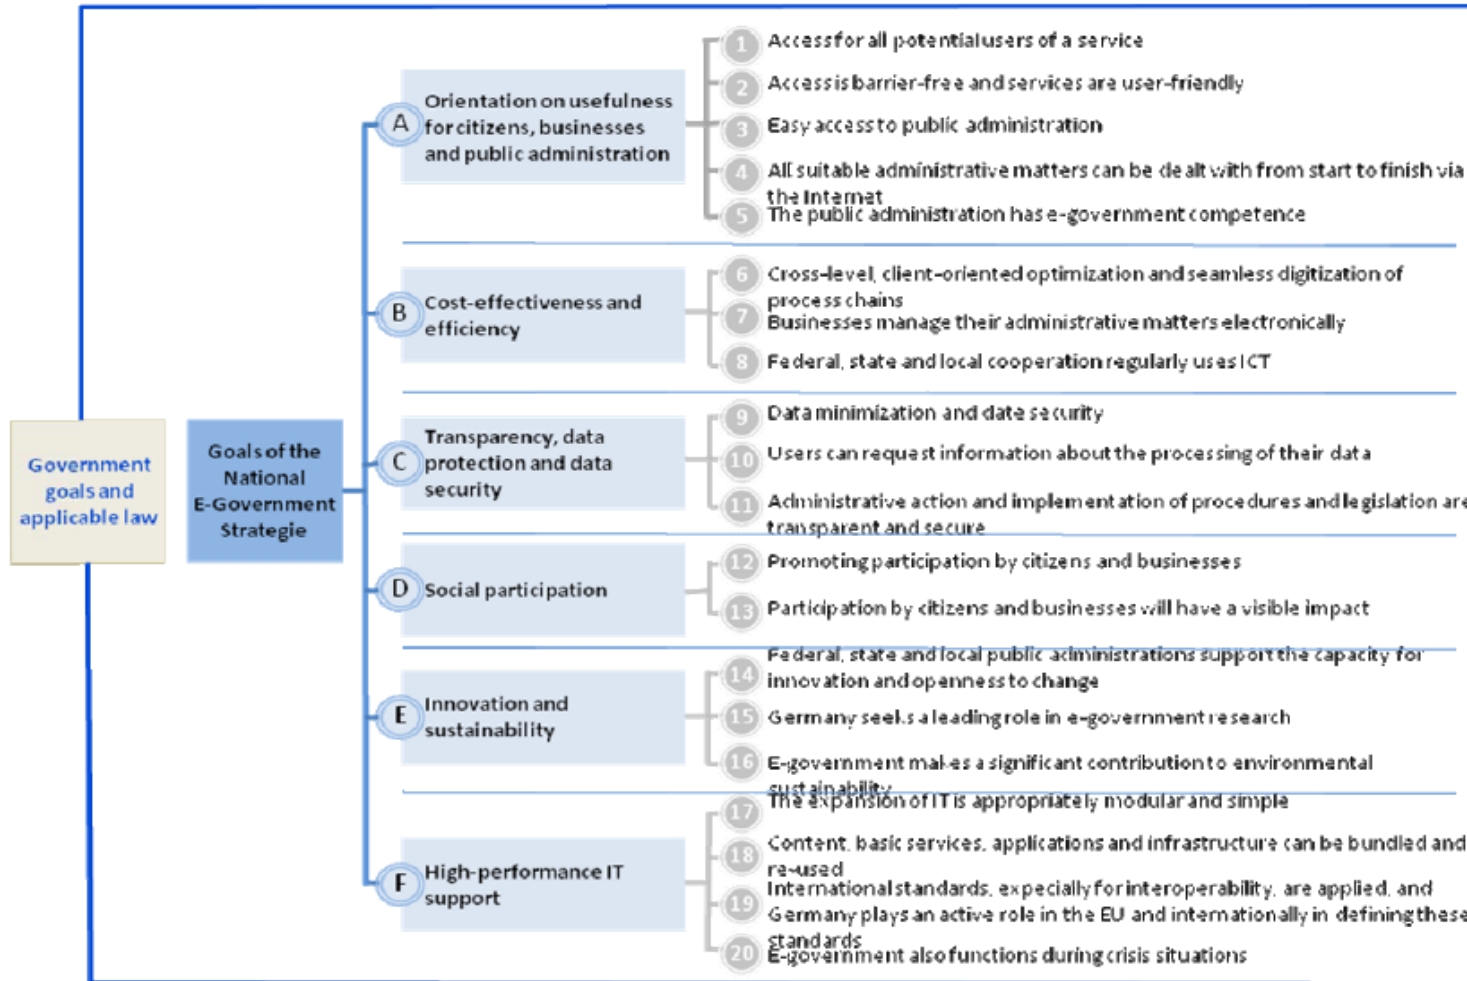 Government
goals and
applicable law
Goals of the
National
E-Government
Strategie
A
Orientation on usefulness
for citizens, businesses
and public administration
1
Access for all potential users of a service
2
Access is barrier-free and services are user-friendly
3
Easy access to public administration
4
All suitable administrative matters can be dealt with from start to finish via
the Internet
5
The public administration has e-government competence
B
Cost-effectiveness and
efficiency
6
Cross-level, client-oriented optimization and seamless digitization of
process chains
7
Businesses manage their administrative matters electronically
8
Federal, state and local cooperation regularly uses ICT
C
Transparency, data
protection and data
security
9
Data minimization and date security
10
Users can request information about the processing of their data
11
Administrative action and implementation of procedures and legislation are
transparent and secure
D
Social participation
12
Promoting participation by citizens and businesses
13
Participation by citizens and businesses will have a visible impact
E
Innovation and
sustainability
14
Federal, state and local public administrations support the capacity for
innovation and openness to change
15
Germany seeks a leading role in e-government research
16
E-government makes a significant contribution to environmental
sustainability
F
High-performance IT
support
17
The expansion of IT is appropriately modular and simple
18
Content, basic services, applications and infrastructure can be bundled and
re-used
19
International standards, expecially for interoperability, are applied, and
Germany plays an active role in the EU and internationally in defining these
standards
20
E-government also functions during crisis situations